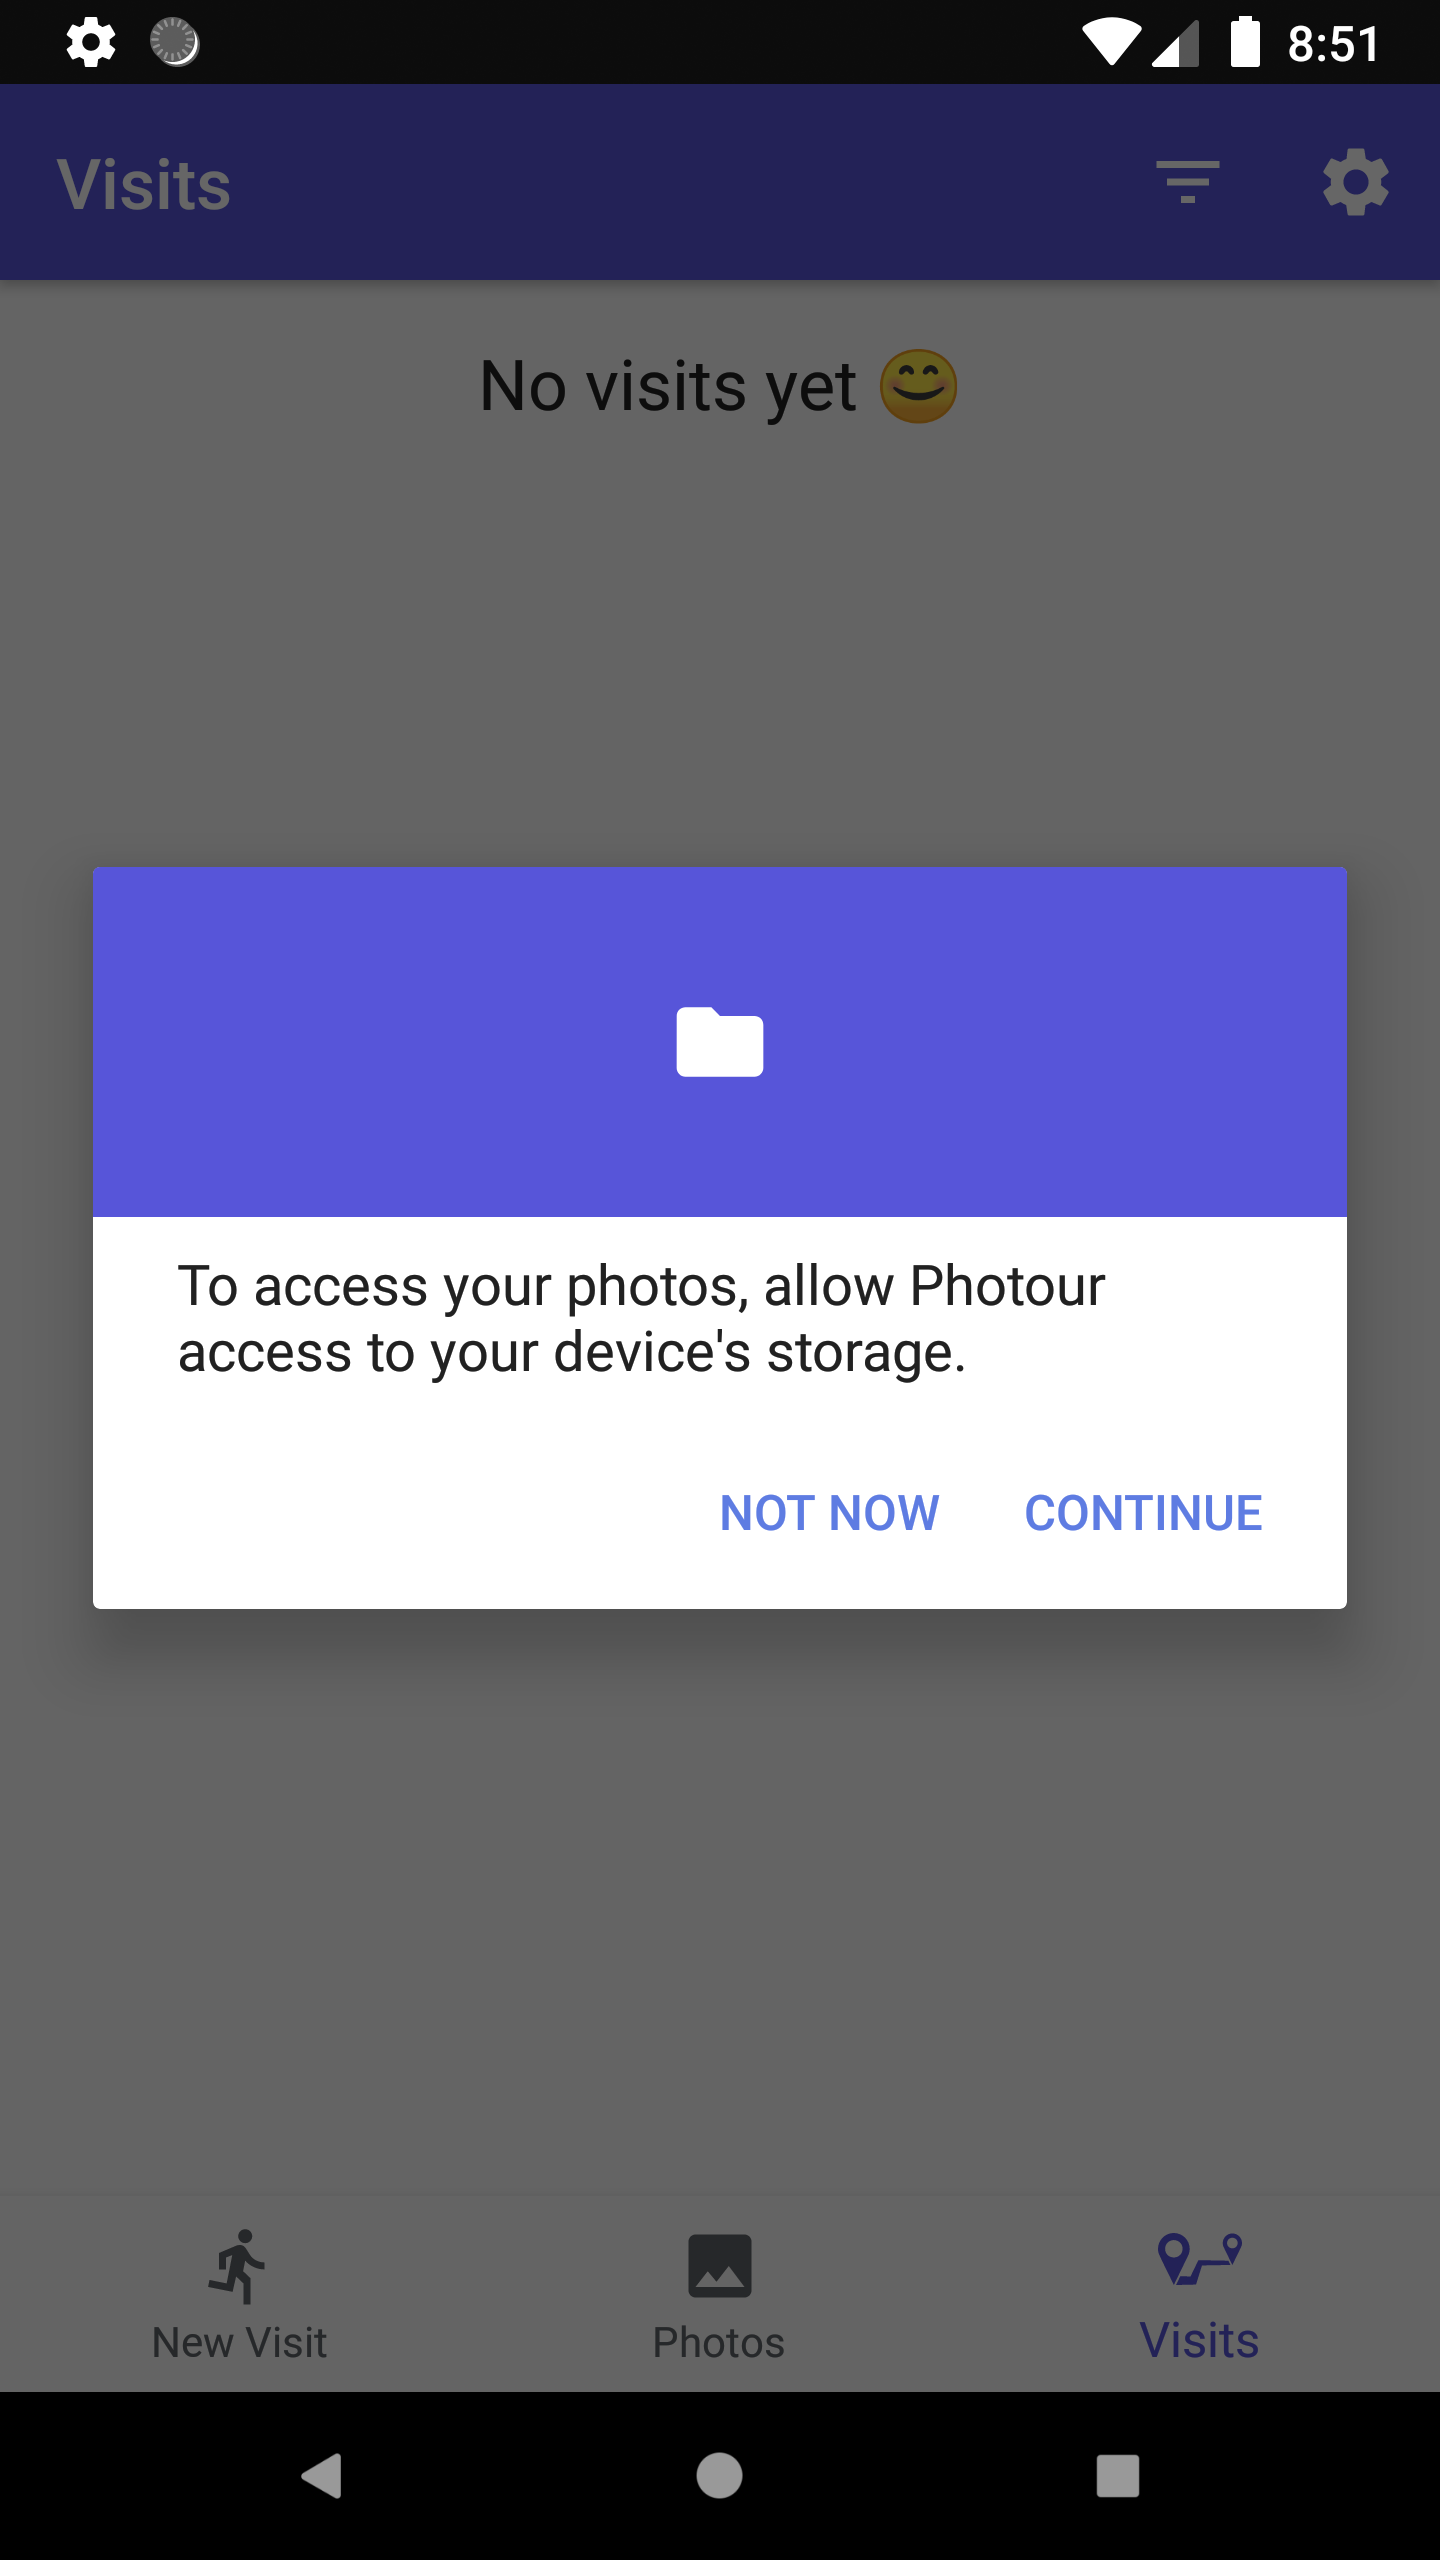 8:51
Visits
No visits yet 😊
To access your photos, allow Photour
access to your device's storage.
NOT NOW CONTINUE
New Visit Photos Visits